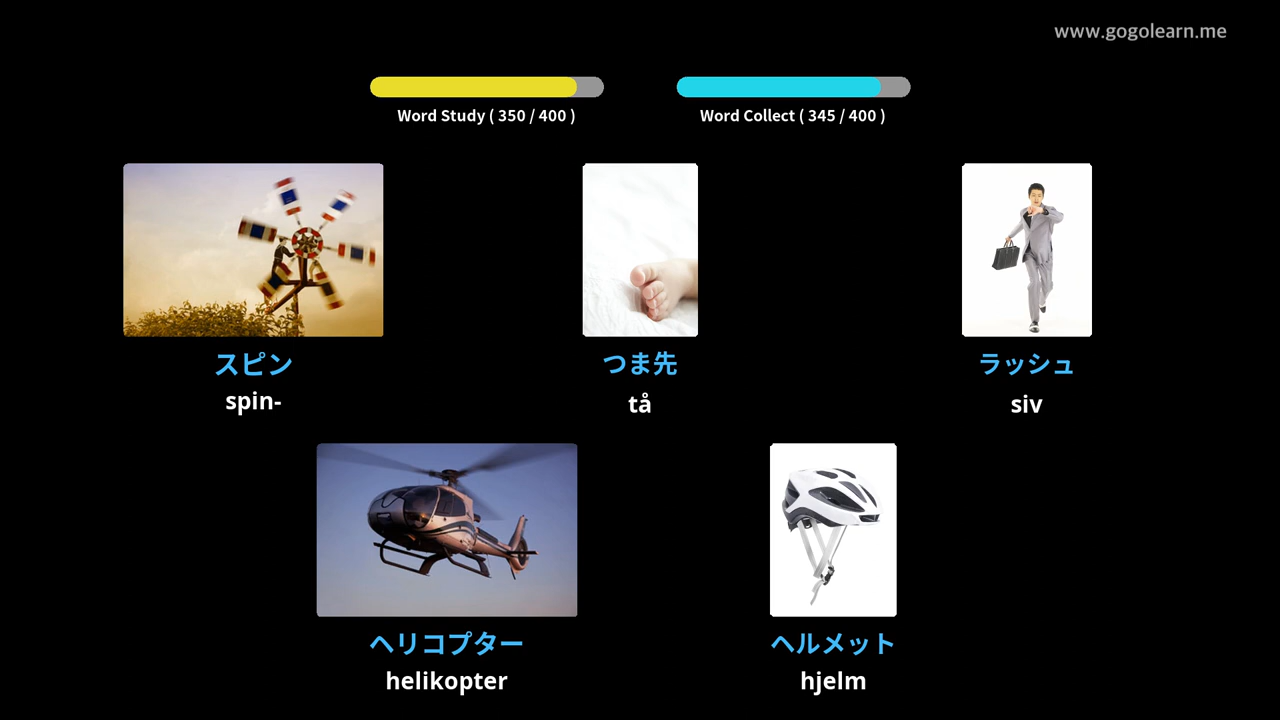 www.gogolearn.me
Word Study ( 350 / 400 )
Word Collect ( 345 / 400 )
スピン
spin-
つま先
tå
ラッシュ
siv
ヘリコプター
helikopter
ヘルメット
hjelm